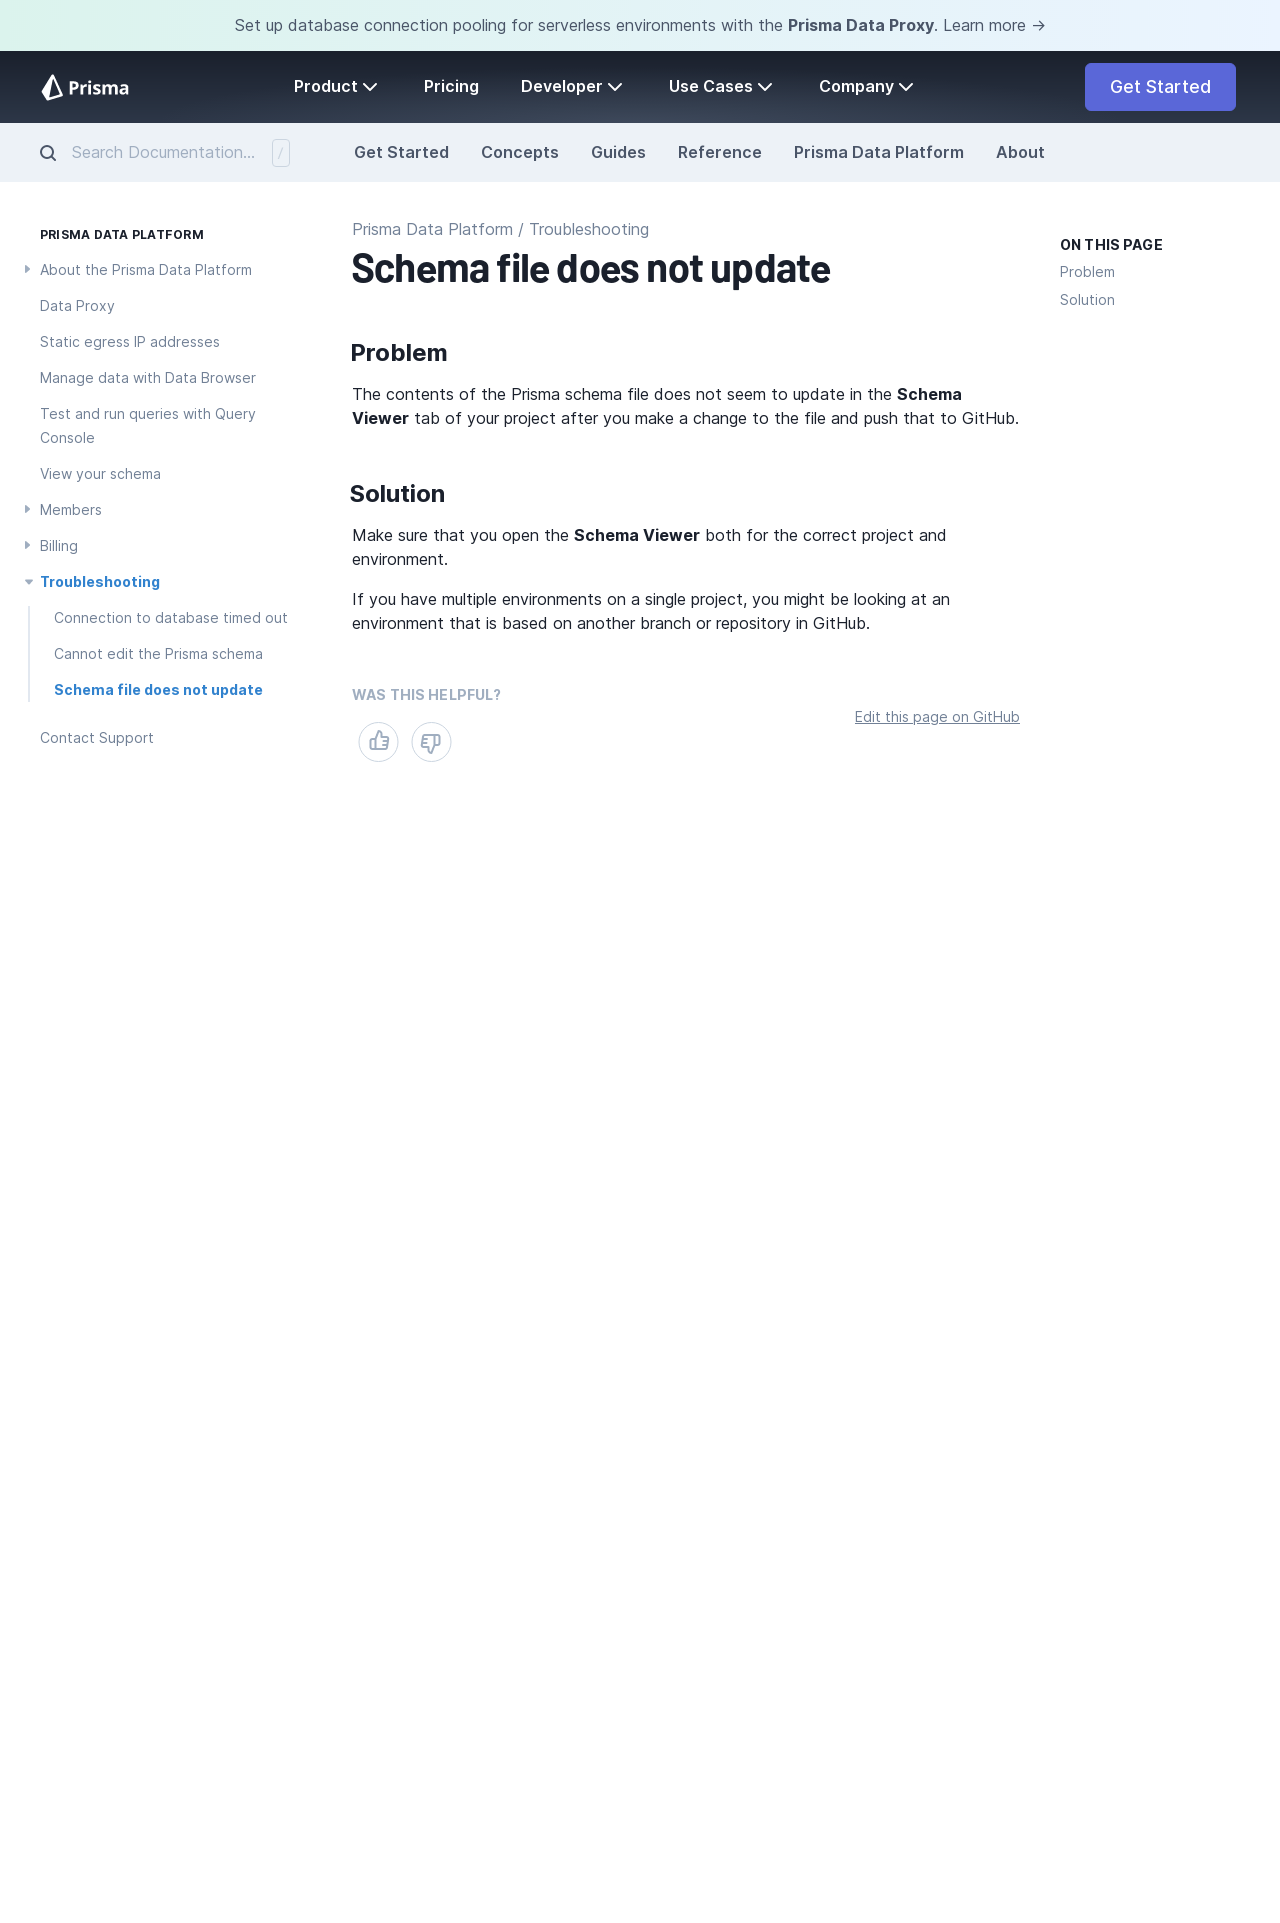 Set up database connection pooling for serverless environments with the Prisma Data Proxy. Learn more →
Prisma
Product
Pricing
Developer
Use Cases
Company
Get Started
Search Documentation...
/
Get Started
Concepts
Guides
Reference
Prisma Data Platform
About
PRISMA DATA PLATFORM
About the Prisma Data Platform
Data Proxy
Static egress IP addresses
Manage data with Data Browser
Test and run queries with Query
Console
View your schema
Members
Billing
Troubleshooting
Connection to database timed out
Cannot edit the Prisma schema
Schema file does not update
Contact Support
Prisma Data Platform / Troubleshooting
Schema file does not update
Problem
The contents of the Prisma schema file does not seem to update in the Schema
Viewer tab of your project after you make a change to the file and push that to GitHub.
Solution
Make sure that you open the Schema Viewer both for the correct project and
environment.
If you have multiple environments on a single project, you might be looking at an
environment that is based on another branch or repository in GitHub.
WAS THIS HELPFUL?
Edit this page on GitHub
ON THIS PAGE
Problem
Solution